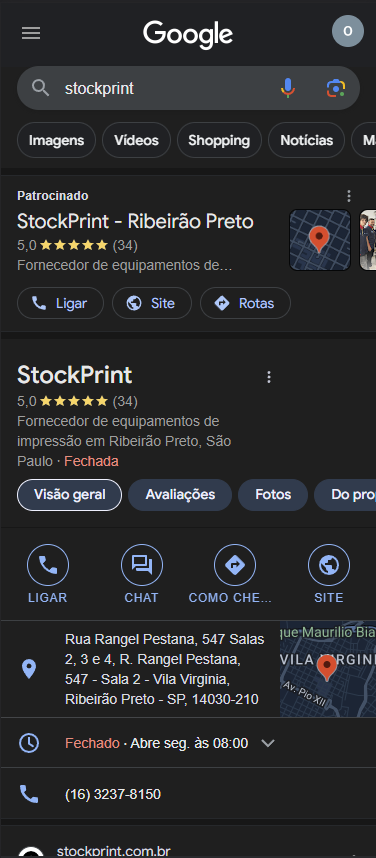 Google
O
stockprint
Imagens Vídeos Shopping Notícias
Patrocinado
StockPrint - Ribeirão Preto
5,0 ★★★★★ (34)
Fornecedor de equipamentos de...
Ligar Site Rotas
StockPrint
5,0 ★★★★★ (34)
Fornecedor de equipamentos de
impressão em Ribeirão Preto, São
Paulo · Fechada
Visão geral Avaliações Fotos Do prop
LIGAR CHAT COMO CHE... SITE
Rua Rangel Pestana, 547 Salas
2, 3 e 4, R. Rangel Pestana,
547 - Sala 2 - Vila Virginia,
Ribeirão Preto - SP, 14030-210
que Maurilio Bia
VILA VIRGINI
Av. Pio XII
Fechado · Abre seg. às 08:00
(16) 3237-8150
stockprint.com.br